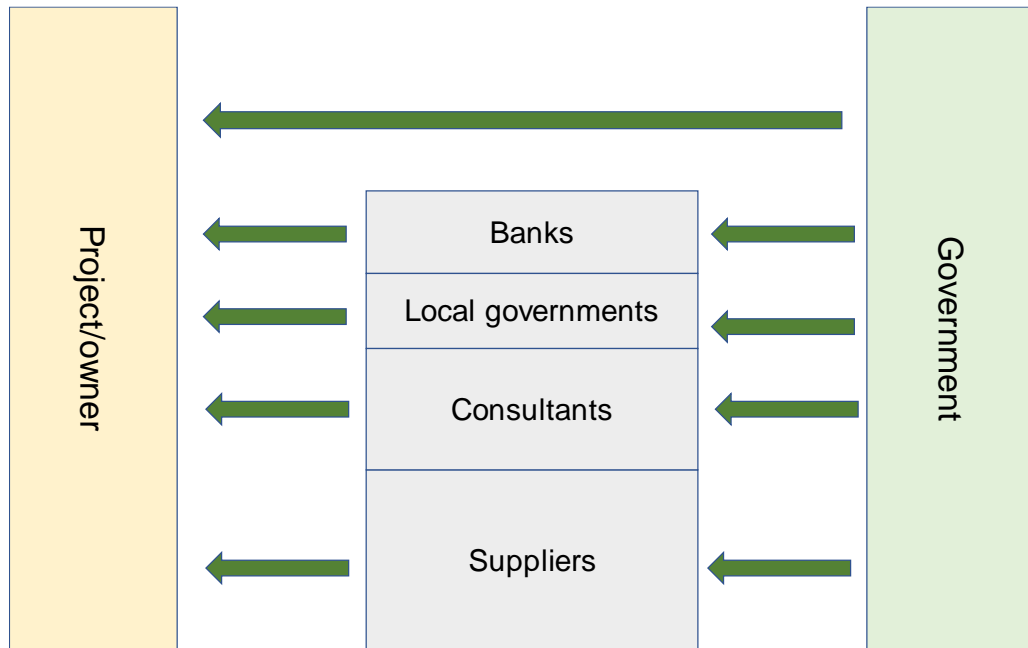 Project/owner
Banks
Local governments
Consultants
Suppliers
Government